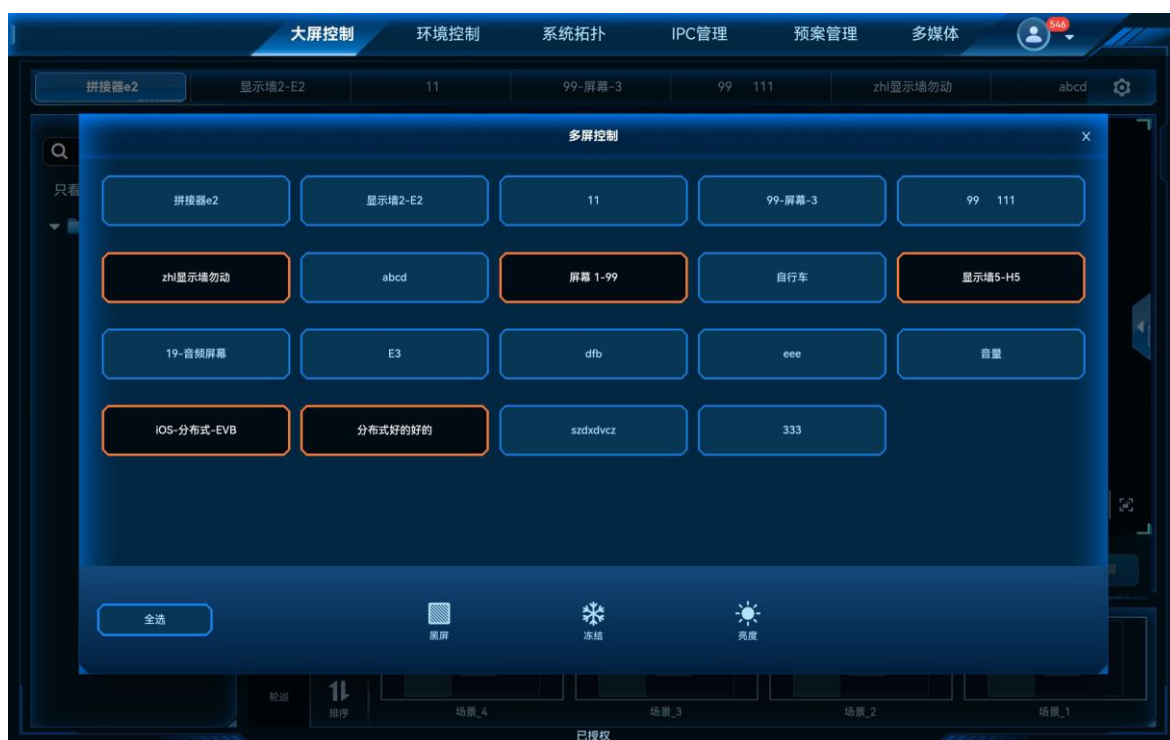 大屏控制 环境控制 系统拓扑 IPC管理 预案管理 多媒体 546
拼接器e2 显示墙2-E2 11 99-屏幕-3 99 111 zhl显示墙勿动 abcd
多屏控制 X
只看
拼接器e2 显示墙2-E2 11 99-屏幕-3 99 111
zhl显示墙勿动 abcd 屏幕 1-99 自行车 显示墙5-H5
19-音频屏幕 E3 dfb eee 音量
iOS-分布式-EVB 分布式好的好的 szdxdvcz 333
屏
全选 黑屏 冻结 亮度
轮巡 排序 场景_4 场景_3 场景_2 场景_1
已授权